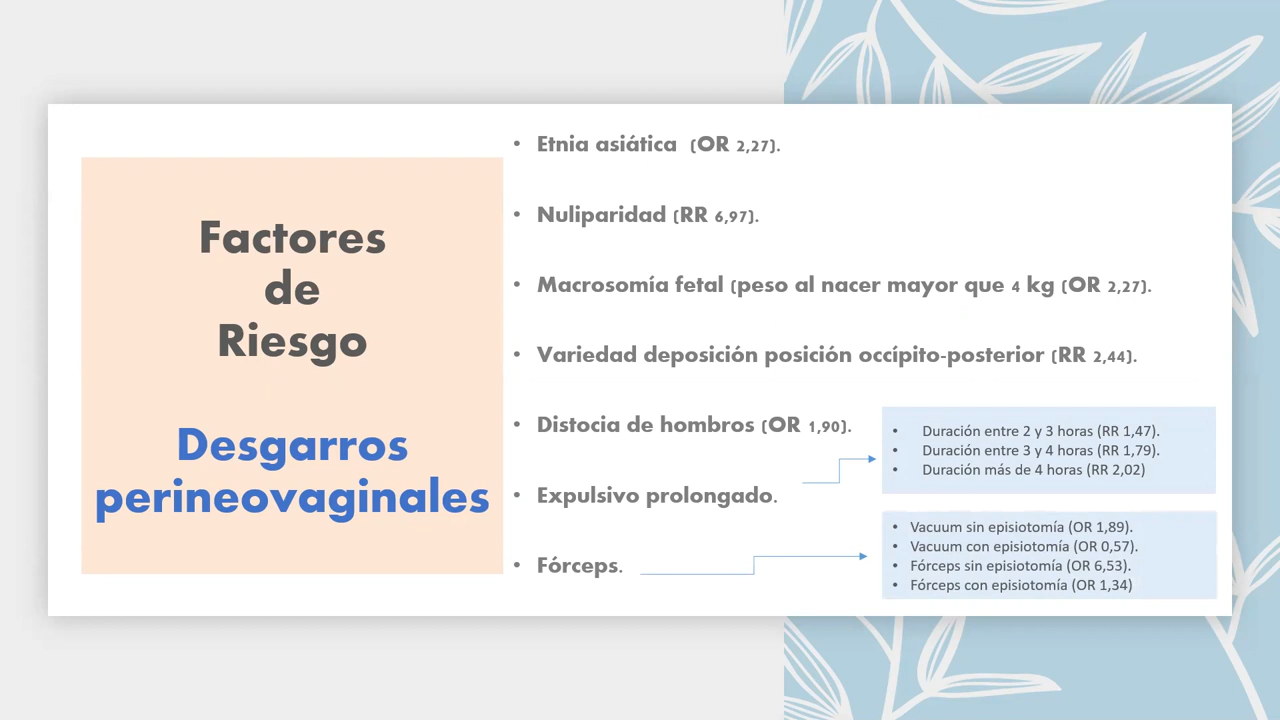 Factores
de
Riesgo
Desgarros
perineovaginales
• Etnia asiática (OR 2,27).
• Nuliparidad (RR 6,97).
• Macrosomía fetal (peso al nacer mayor que 4 kg (OR 2,27).
• Variedad deposición posición occípito-posterior (RR 2,44).
• Distocia de hombros (OR 1,90).
• Expulsivo prolongado.
• Fórceps.
• Duración entre 2 y 3 horas (RR 1,47).
• Duración entre 3 y 4 horas (RR 1,79).
• Duración más de 4 horas (RR 2,02)
• Vacuum sin episiotomía (OR 1,89).
• Vacuum con episiotomía (OR 0,57).
• Fórceps sin episiotomía (OR 6,53).
• Fórceps con episiotomía (OR 1,34)